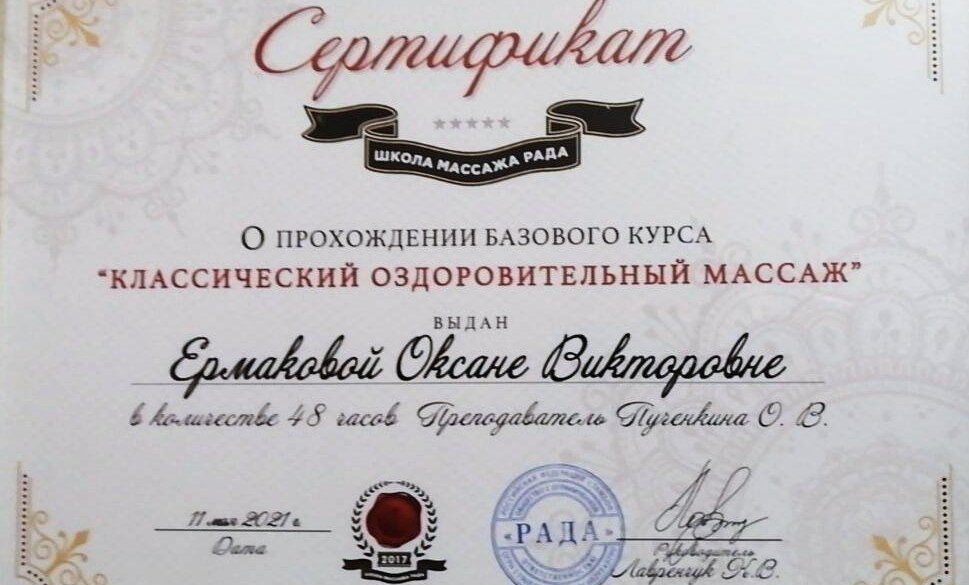 Сертификат
ШКОЛА МАССАЖА РАДА
О ПРОХОЖДЕНИИ БАЗОВОГО КУРСА
“КЛАССИЧЕСКИЙ ОЗДОРОВИТЕЛЬНЫЙ МАССАЖ”
ВЫДАН
Ермаковой Оксане Викторовне
в количестве 48 часов Преподаватель Пученкина О. В.
11 мая 2021 г.
Дата
2017
«РАДА»
Руководитель
Лавренчук Н.В.